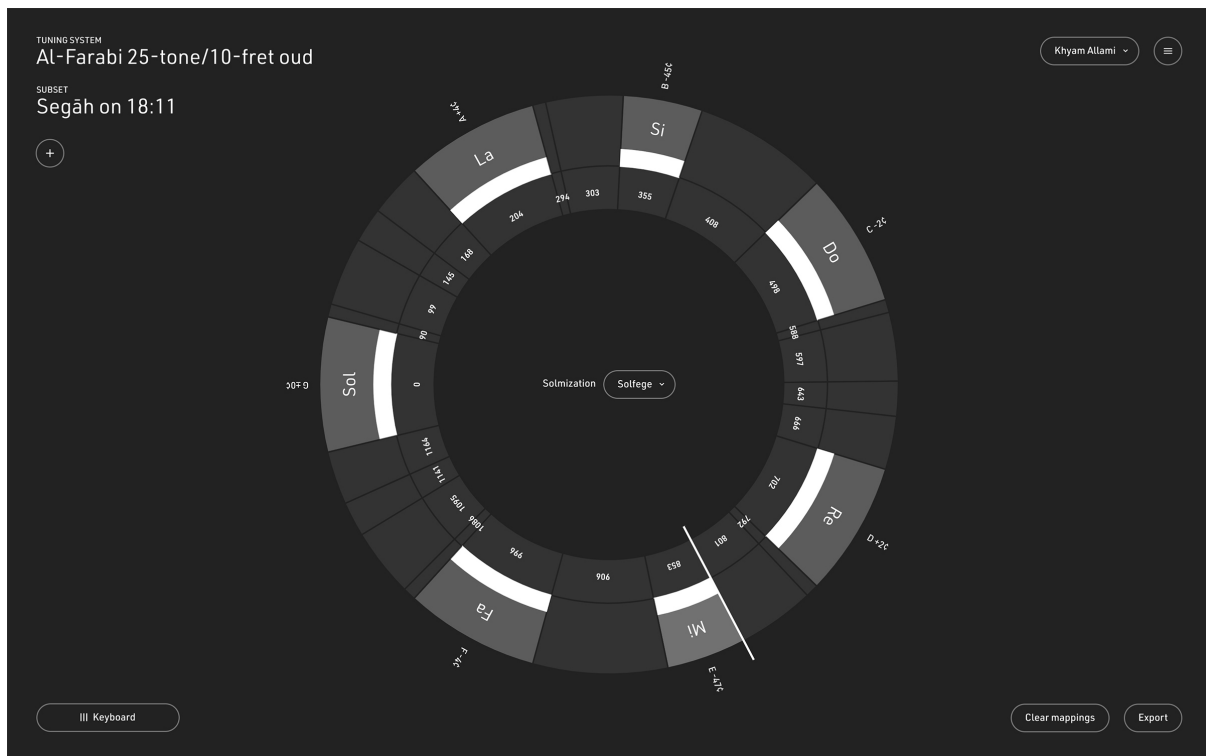 TUNING SYSTEM
Al-Farabi 25-tone/10-fret oud
SUBSET
Segāh on 18:11
+
Khyam Allami
Solmization
Solfege
Sol
La
Si
Do
Re
Mi
Fa
G ∓0¢
A +4¢
B -45¢
C -2¢
D +2¢
E -47¢
F -4¢
0
90
99
145
168
204
294
303
355
408
498
588
597
643
666
702
792
801
853
906
996
1086
1095
1141
1164
Keyboard
Clear mappings
Export